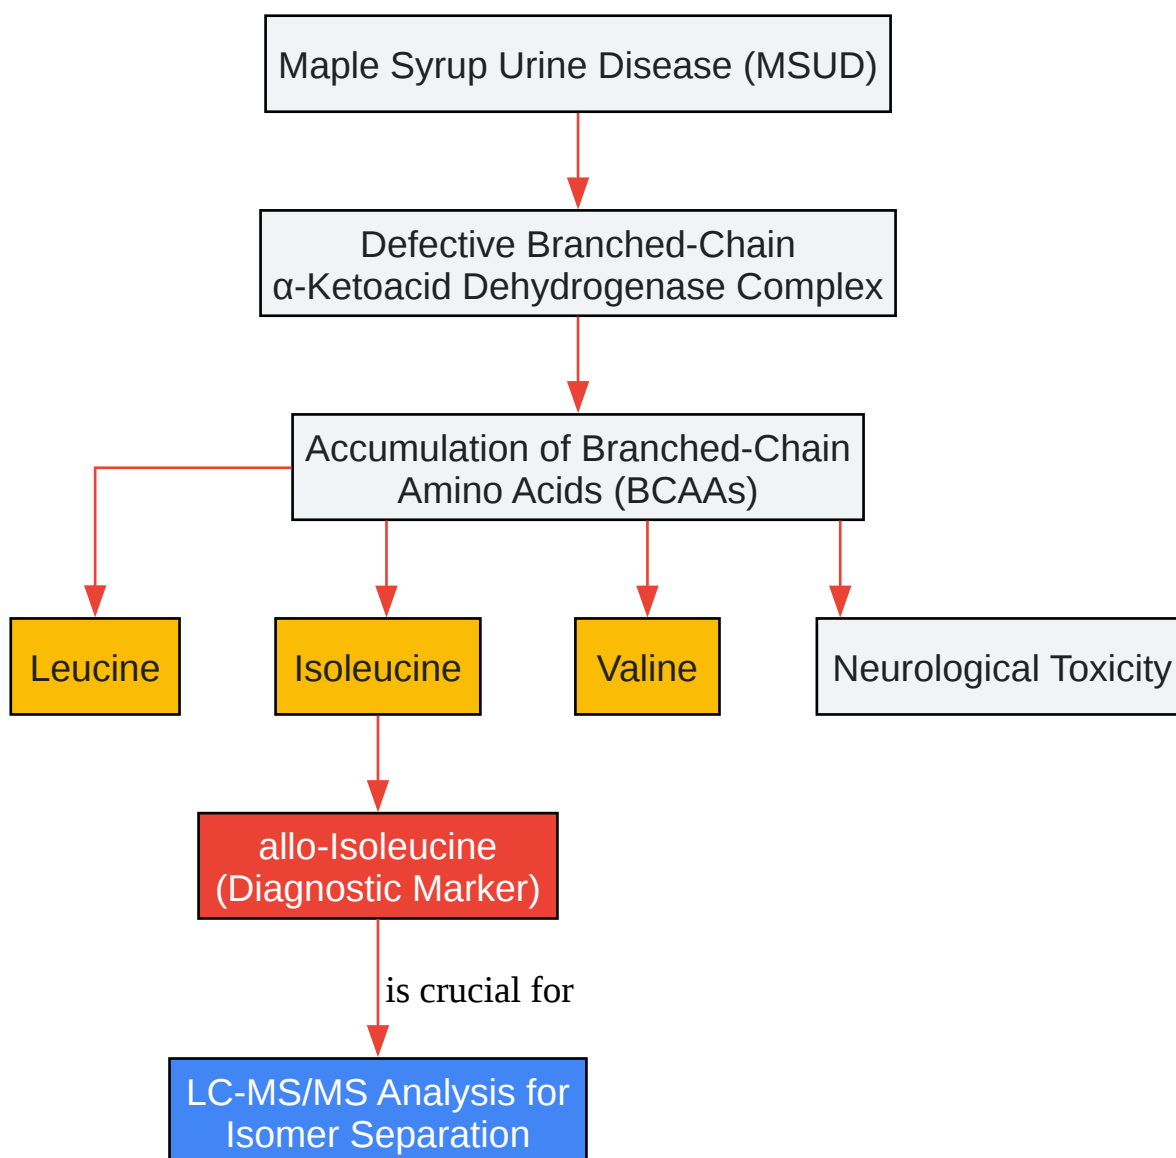 Maple Syrup Urine Disease (MSUD)
Defective Branched-Chain
α-Ketoacid Dehydrogenase Complex
Accumulation of Branched-Chain
Amino Acids (BCAAs)
Leucine
Isoleucine
Valine
Neurological Toxicity
allo-Isoleucine
(Diagnostic Marker)
is crucial for
LC-MS/MS Analysis for
Isomer Separation